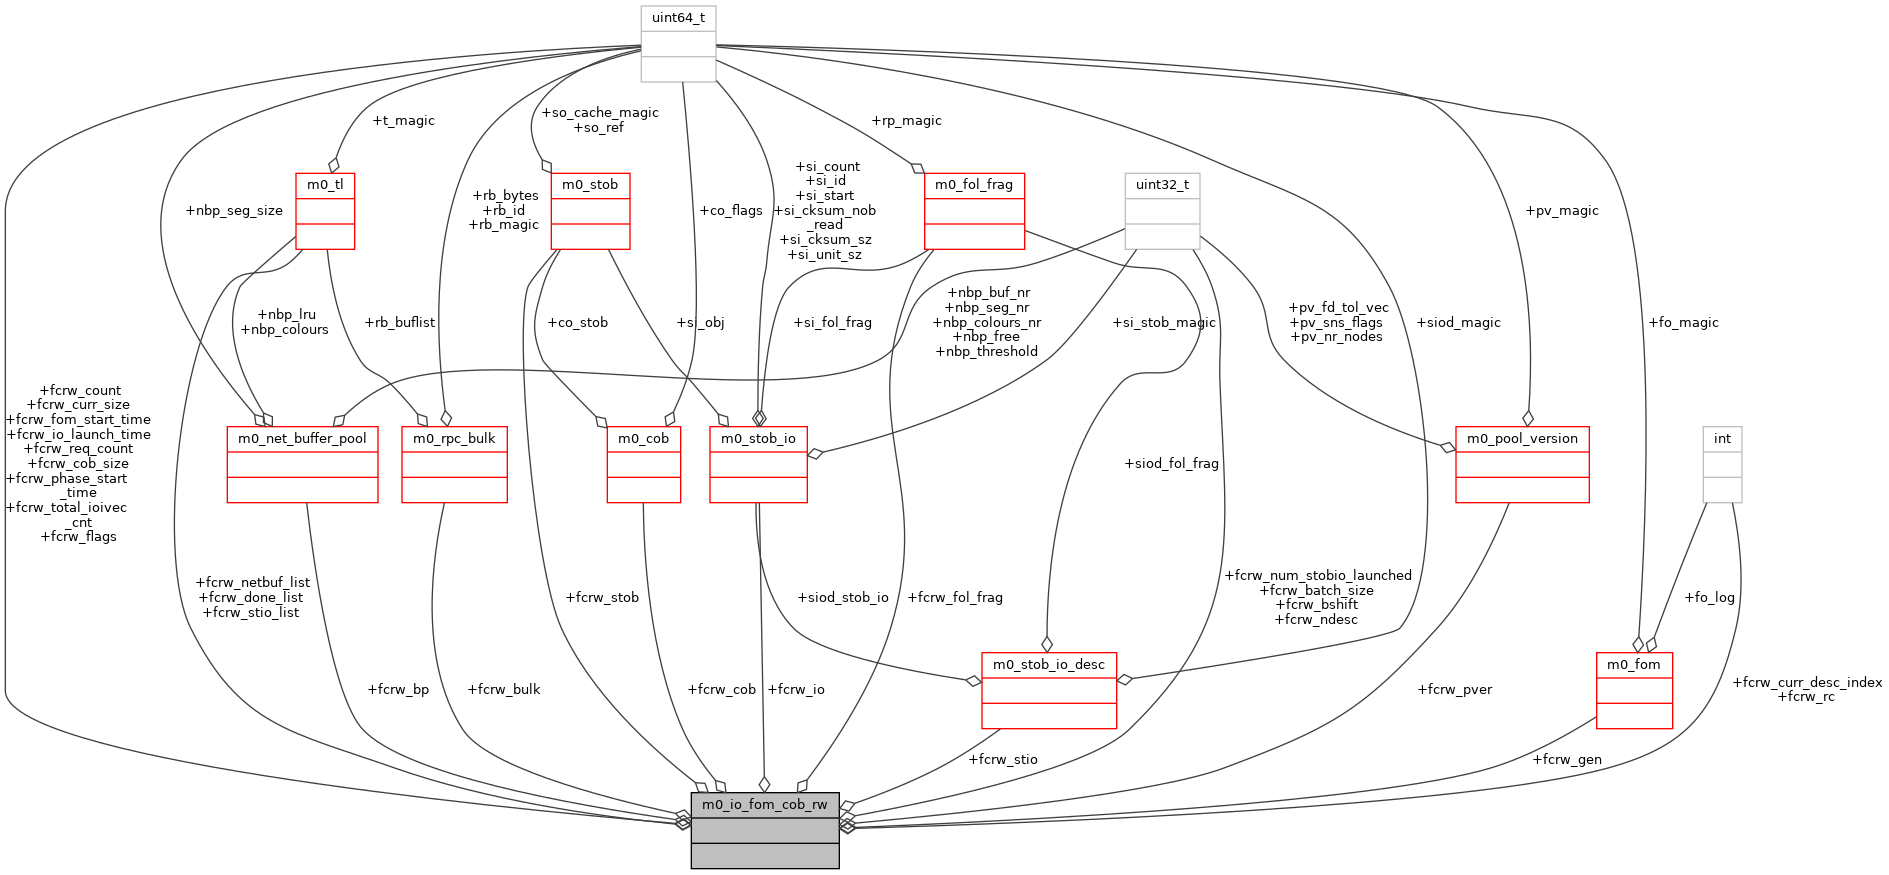 uint64_t
+t_magic
+so_cache_magic
+so_ref
+rp_magic
m0_tl
m0_stob
m0_fol_frag
uint32_t
+nbp_seg_size
+rb_bytes
+rb_id
+rb_magic
+co_flags
+si_count
+si_id
+si_start
+si_cksum_nob
_read
+si_cksum_sz
+si_unit_sz
+pv_magic
+nbp_lru
+nbp_colours
+rb_buflist
+co_stob
+si_obj
+si_fol_frag
+nbp_buf_nr
+nbp_seg_nr
+nbp_colours_nr
+nbp_free
+nbp_threshold
+si_stob_magic
+pv_fd_tol_vec
+pv_sns_flags
+pv_nr_nodes
+siod_magic
+fo_magic
+fcrw_count
+fcrw_curr_size
+fcrw_fom_start_time
+fcrw_io_launch_time
+fcrw_req_count
+fcrw_cob_size
+fcrw_phase_start
_time
+fcrw_total_ioivec
_cnt
+fcrw_flags
m0_net_buffer_pool
m0_rpc_bulk
m0_cob
m0_stob_io
+siod_fol_frag
m0_pool_version
int
+fcrw_netbuf_list
+fcrw_done_list
+fcrw_stio_list
+fcrw_stob
+siod_stob_io
+fcrw_fol_frag
+fcrw_num_stobio_launched
+fcrw_batch_size
+fcrw_bshift
+fcrw_ndesc
+fo_log
m0_stob_io_desc
m0_fom
+fcrw_bp
+fcrw_bulk
+fcrw_cob
+fcrw_io
+fcrw_pver
+fcrw_curr_desc_index
+fcrw_rc
+fcrw_stio
+fcrw_gen
m0_io_fom_cob_rw